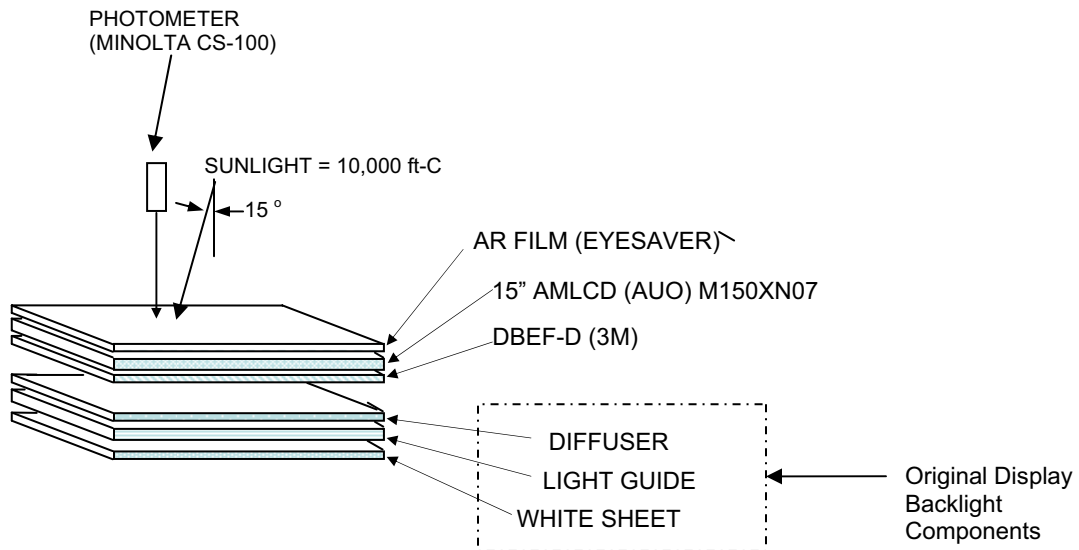 PHOTOMETER
(MINOLTA CS-100)
SUNLIGHT = 10,000 ft-C
15 °
AR FILM (EYESAVER)
15” AMLCD (AUO) M150XN07
DBEF-D (3M)
DIFFUSER
LIGHT GUIDE
WHITE SHEET
Original Display
Backlight
Components